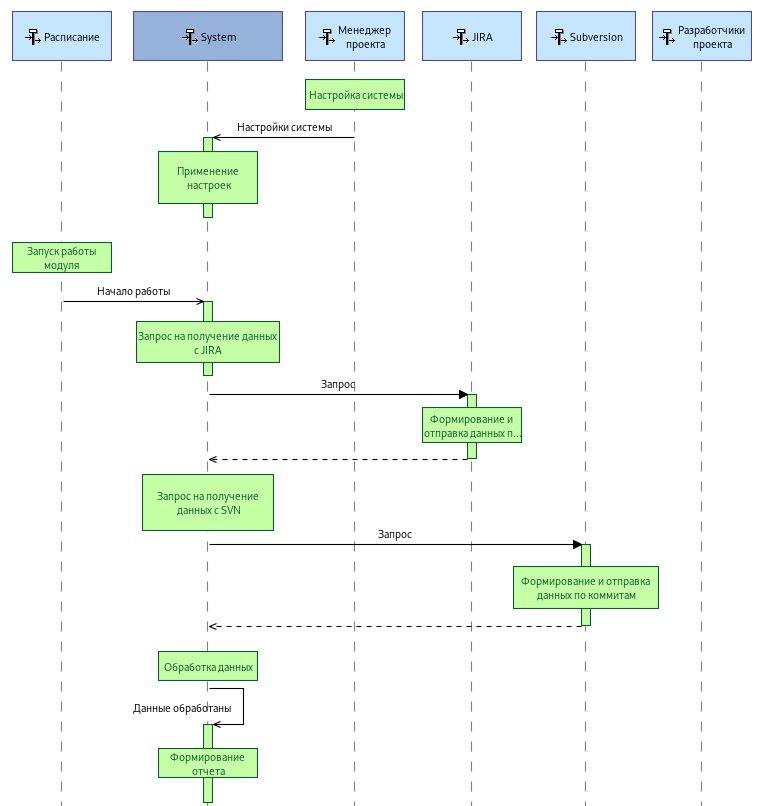 Расписание
System
Менеджер
проекта
JIRA
Subversion
Разработчики
проекта
Настройка системы
Настройки системы
Применение
настроек
Запуск работы
модуля
Начало работы
Запрос на получение данных
с JIRA
Запрос
Формирование и
отправка данных п...
Запрос на получение
данных с SVN
Запрос
Формирование и отправка
данных по коммитам
Обработка данных
Данные обработаны
Формирование
отчета